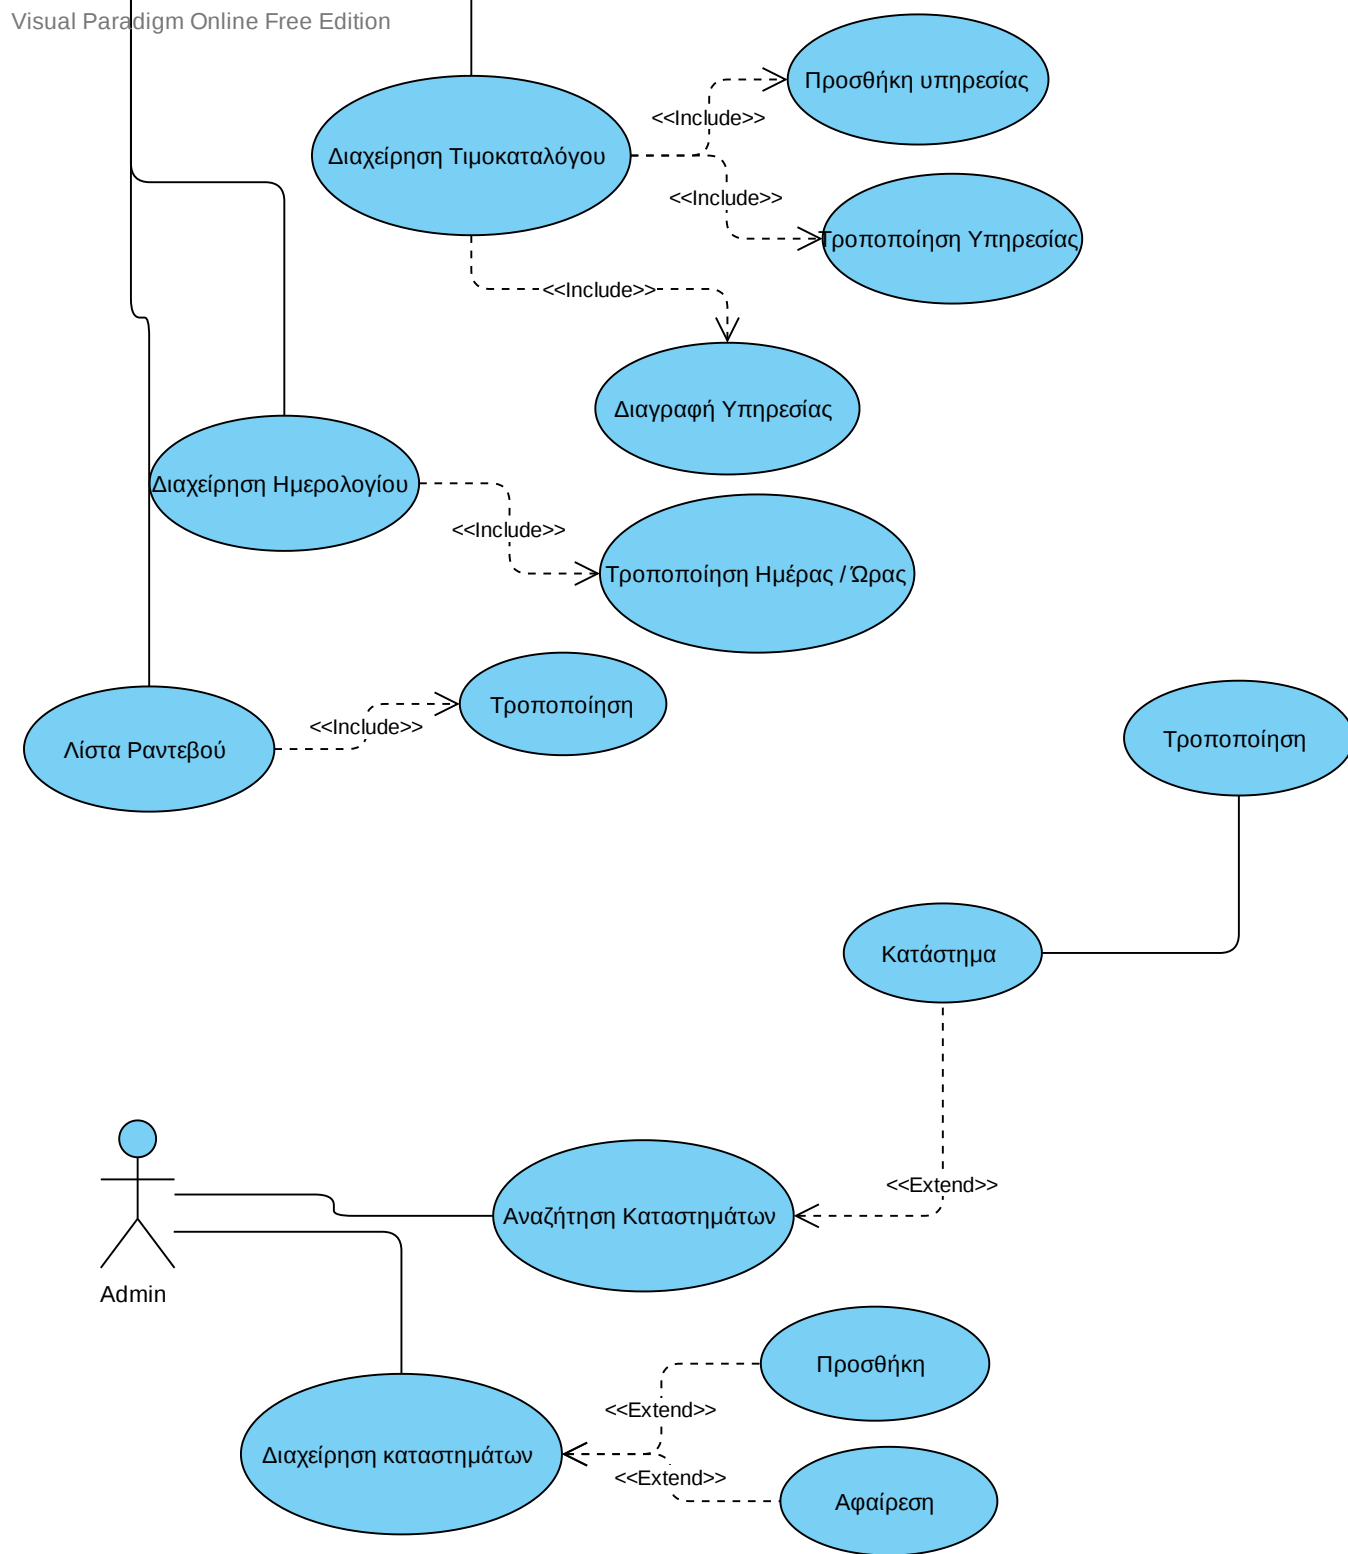 Visual Paradigm Online Free Edition
Προσθήκη υπηρεσίας
<<Include>>
Διαχείρηση Τιμοκαταλόγου
<<Include>>
Τροποποίηση Υπηρεσίας
<<Include>>
Διαγραφή Υπηρεσίας
Διαχείρηση Ημερολογίου
<<Include>>
Τροποποίηση Ημέρας / Ώρας
Τροποποίηση
<<Include>>
Λίστα Ραντεβού
Τροποποίηση
Κατάστημα
<<Extend>>
Αναζήτηση Καταστημάτων
Admin
Προσθήκη
<<Extend>>
Διαχείρηση καταστημάτων
<<Extend>>
Αφαίρεση